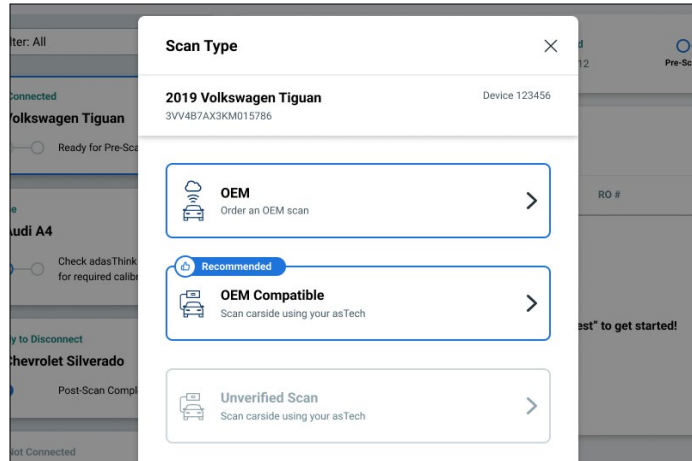 lter: All
Connected
Volkswagen Tiguan
Ready for Pre-Sca
Audi A4
Check adasThink
for required calibr
y to Disconnect
Chevrolet Silverado
Post-Scan Compl
Not Connected
Scan Type
2019 Volkswagen Tiguan
Device 123456
3VV4B7AX3KM015786
OEM
Order an OEM scan
Recommended
OEM Compatible
Scan carside using your asTech
Unverified Scan
Scan carside using your asTech
d
12
Pre-Sc
RO #
est" to get started!